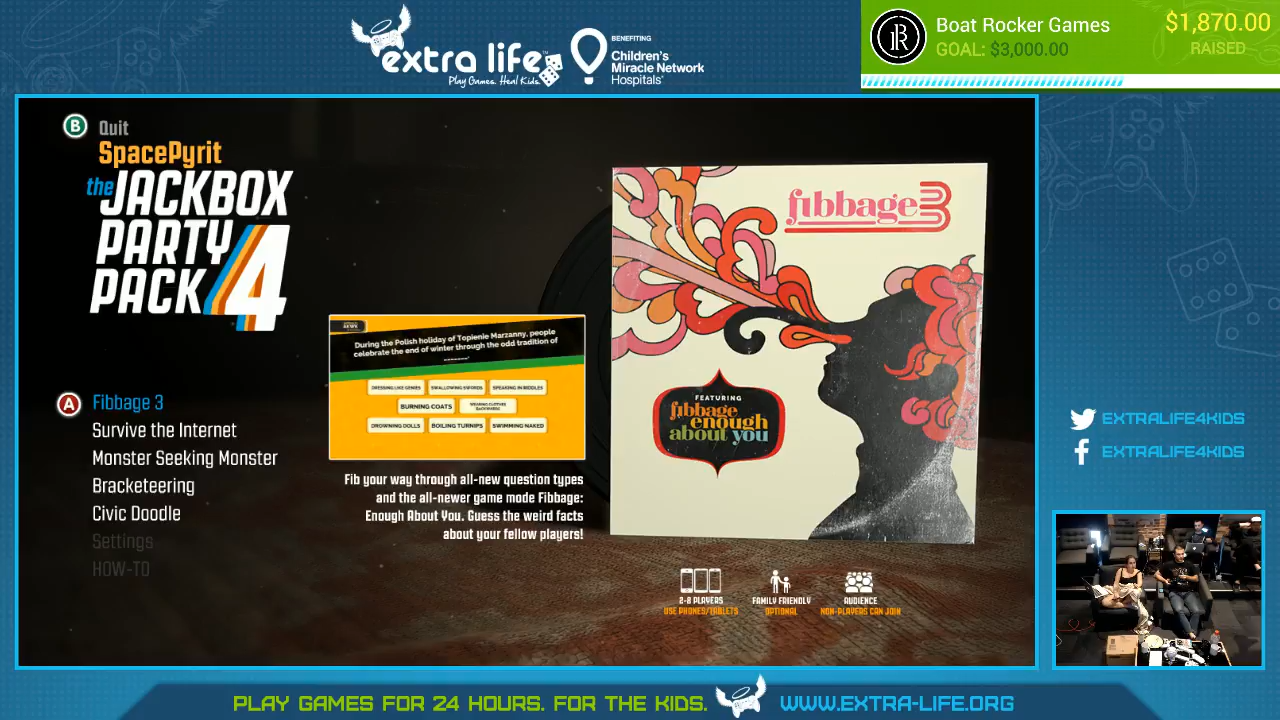 extra life
Play Games. Heal Kids.
BENEFITING
Children's
Miracle Network
Hospitals
Boat Rocker Games
GOAL: $3,000.00
$1,870.00
RAISED
B Quit
SpacePyrit
the JACKBOX
PARTY
PACK 4
A Fibbage 3
Survive the Internet
Monster Seeking Monster
Bracketeering
Civic Doodle
Settings
HOW-TO
During the Polish holiday of Topienie Marzanny, people
celebrate the end of winter through the odd tradition of
DRESSING LIKE GENIES SWALLOWING SWORDS SPEAKING IN RIDDLES
BURNING COATS WEARING CLOTHES BACKWARDS
DROWNING DOLLS BOILING TURNIPS SWIMMING NAKED
Fib your way through all-new question types
and the all-newer game mode Fibbage:
Enough About You. Guess the weird facts
about your fellow players!
fibbage 3
FEATURING
fibbage
enough
about you
2-8 PLAYERS
USE PHONES/TABLETS
FAMILY FRIENDLY
OPTIONAL
AUDIENCE
NON-PLAYERS CAN JOIN
EXTRALIFE4KIDS
EXTRALIFE4KIDS
PLAY GAMES FOR 24 HOURS. FOR THE KIDS.
WWW.EXTRA-LIFE.ORG